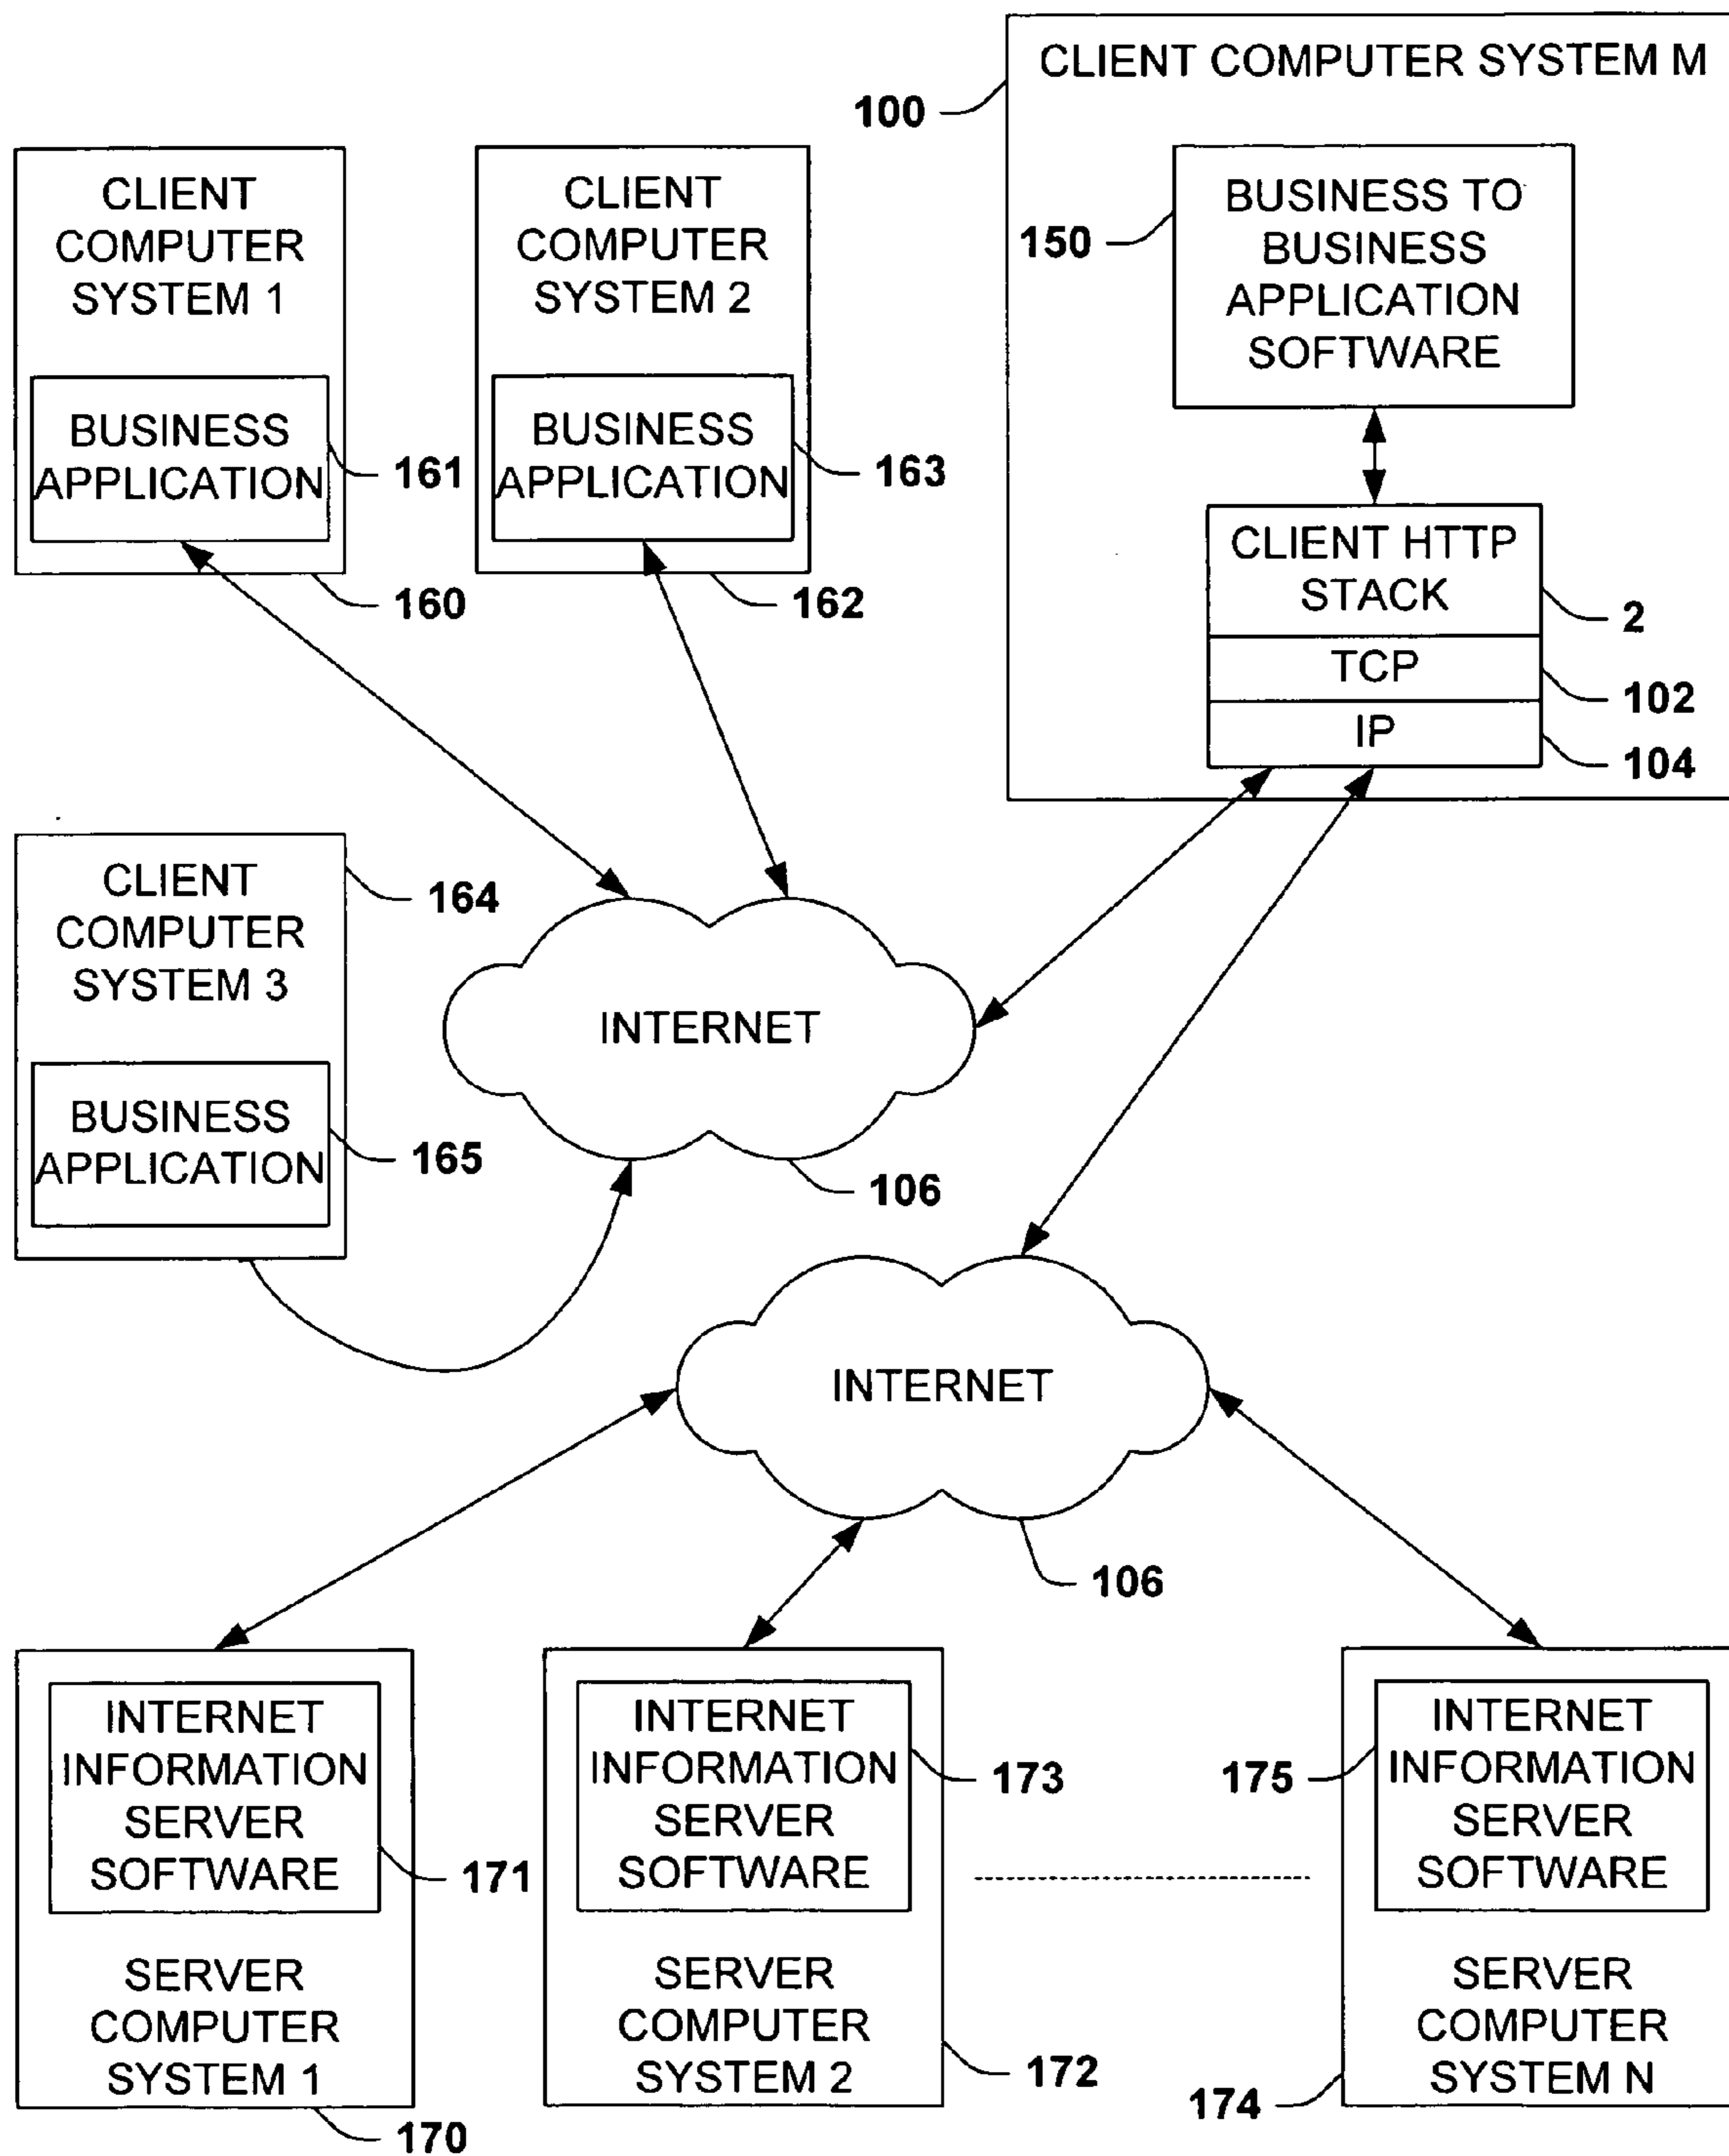 CLIENT COMPUTER SYSTEM M
100
BUSINESS TO
BUSINESS
APPLICATION
SOFTWARE
150
CLIENT HTTP
STACK
2
TCP
102
IP
104
CLIENT
COMPUTER
SYSTEM 1
BUSINESS
APPLICATION
161
160
CLIENT
COMPUTER
SYSTEM 2
BUSINESS
APPLICATION
163
162
CLIENT
COMPUTER
SYSTEM 3
164
BUSINESS
APPLICATION
165
INTERNET
106
INTERNET
106
INTERNET
INFORMATION
SERVER
SOFTWARE
171
SERVER
COMPUTER
SYSTEM 1
170
INTERNET
INFORMATION
SERVER
SOFTWARE
173
SERVER
COMPUTER
SYSTEM 2
172
INTERNET
INFORMATION
SERVER
SOFTWARE
175
SERVER
COMPUTER
SYSTEM N
174